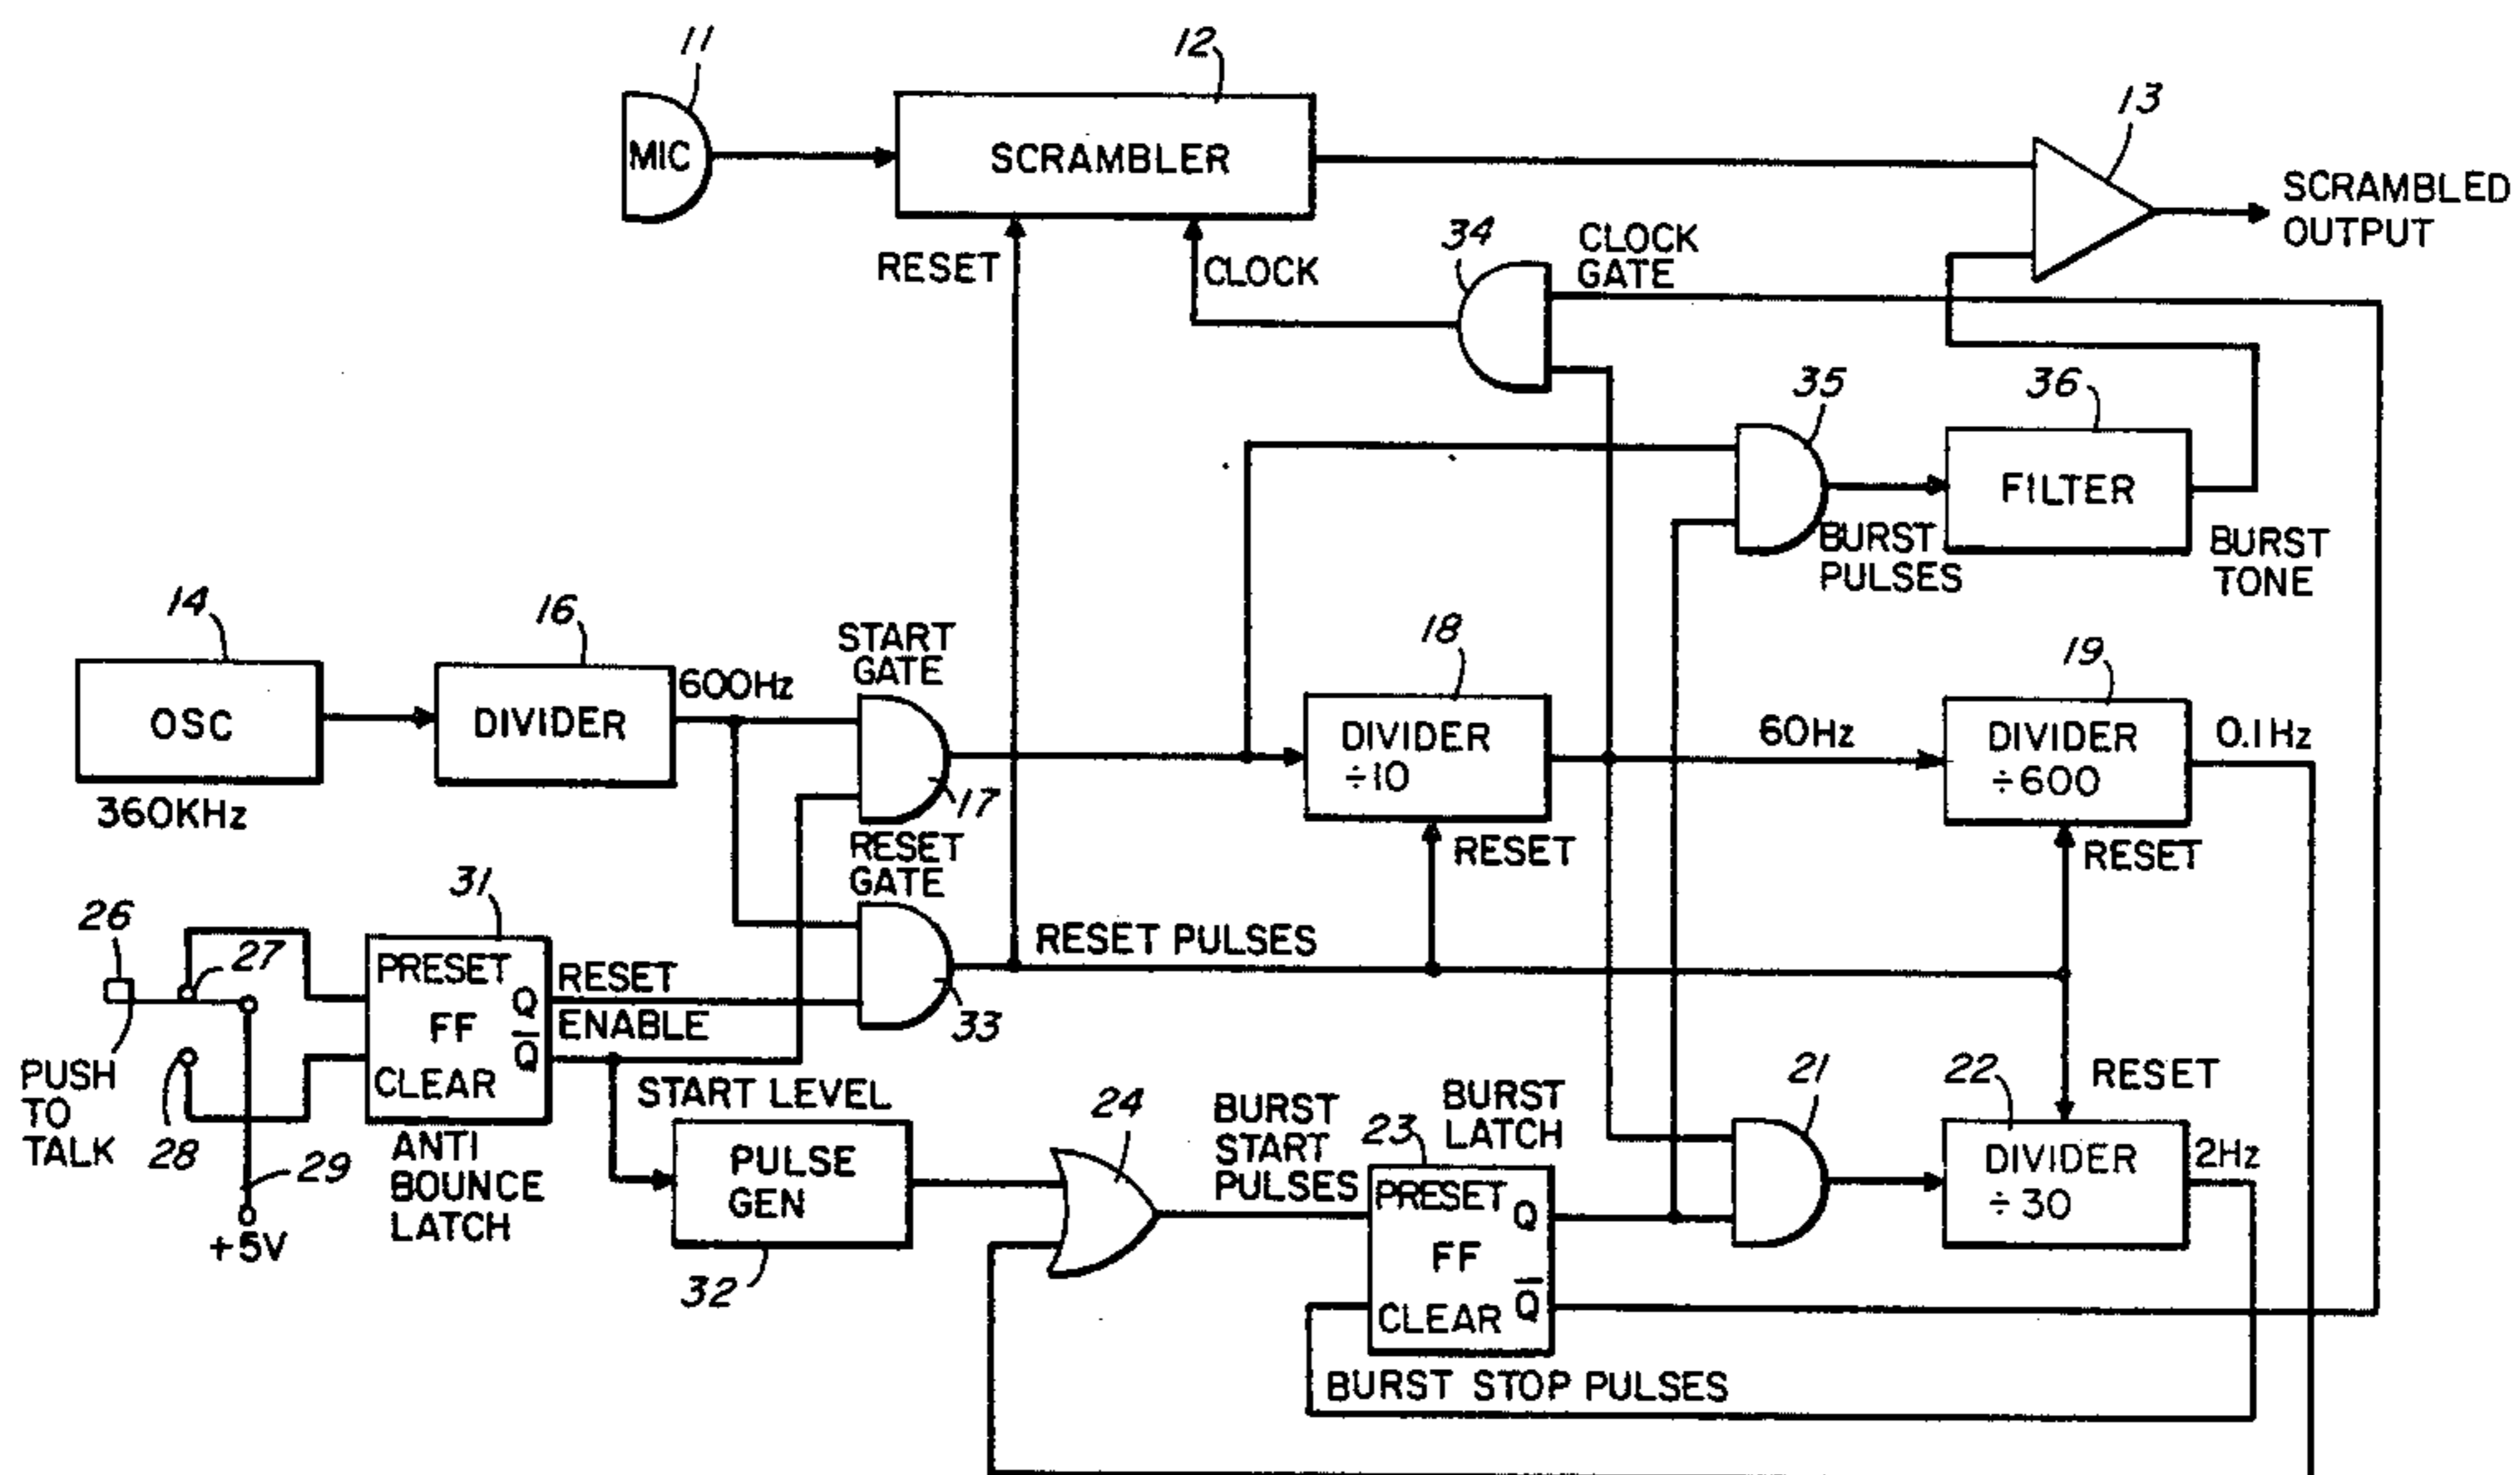 11
12
13
MIC
SCRAMBLER
SCRAMBLED
OUTPUT
RESET
CLOCK
34
CLOCK
GATE
35
36
FILTER
BURST
PULSES
BURST
TONE
14
16
START
GATE
18
19
OSC
360KHz
DIVIDER
600Hz
17
DIVIDER
÷10
60Hz
DIVIDER
÷600
0.1Hz
RESET
GATE
RESET
RESET
26
27
31
PRESET
FF
CLEAR
Q
Q̅
RESET
ENABLE
33
RESET PULSES
PUSH
TO
TALK
28
29
+5V
ANTI
BOUNCE
LATCH
START LEVEL
PULSE
GEN
32
24
BURST
START
PULSES
23
BURST
LATCH
PRESET
FF
CLEAR
Q
Q̅
21
22
RESET
DIVIDER
÷30
2Hz
BURST STOP PULSES